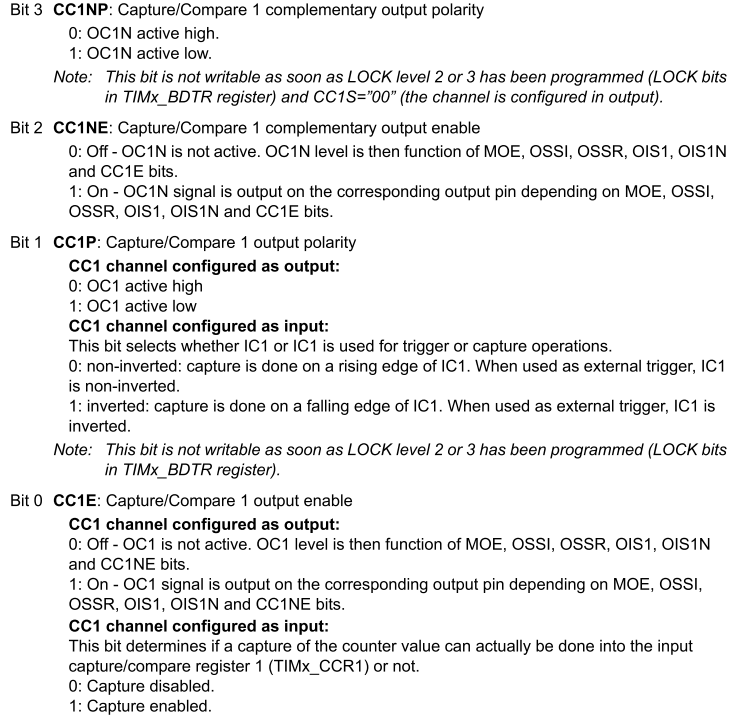 Bit 3 CC1NP: Capture/Compare 1 complementary output polarity
0: OC1N active high.
1: OC1N active low.
Note: This bit is not writable as soon as LOCK level 2 or 3 has been programmed (LOCK bits
in TIMx_BDTR register) and CC1S=”00” (the channel is configured in output).
Bit 2 CC1NE: Capture/Compare 1 complementary output enable
0: Off - OC1N is not active. OC1N level is then function of MOE, OSSI, OSSR, OIS1, OIS1N
and CC1E bits.
1: On - OC1N signal is output on the corresponding output pin depending on MOE, OSSI,
OSSR, OIS1, OIS1N and CC1E bits.
Bit 1 CC1P: Capture/Compare 1 output polarity
CC1 channel configured as output:
0: OC1 active high
1: OC1 active low
CC1 channel configured as input:
This bit selects whether IC1 or IC1 is used for trigger or capture operations.
0: non-inverted: capture is done on a rising edge of IC1. When used as external trigger, IC1
is non-inverted.
1: inverted: capture is done on a falling edge of IC1. When used as external trigger, IC1 is
inverted.
Note: This bit is not writable as soon as LOCK level 2 or 3 has been programmed (LOCK bits
in TIMx_BDTR register).
Bit 0 CC1E: Capture/Compare 1 output enable
CC1 channel configured as output:
0: Off - OC1 is not active. OC1 level is then function of MOE, OSSI, OSSR, OIS1, OIS1N
and CC1NE bits.
1: On - OC1 signal is output on the corresponding output pin depending on MOE, OSSI,
OSSR, OIS1, OIS1N and CC1NE bits.
CC1 channel configured as input:
This bit determines if a capture of the counter value can actually be done into the input
capture/compare register 1 (TIMx_CCR1) or not.
0: Capture disabled.
1: Capture enabled.